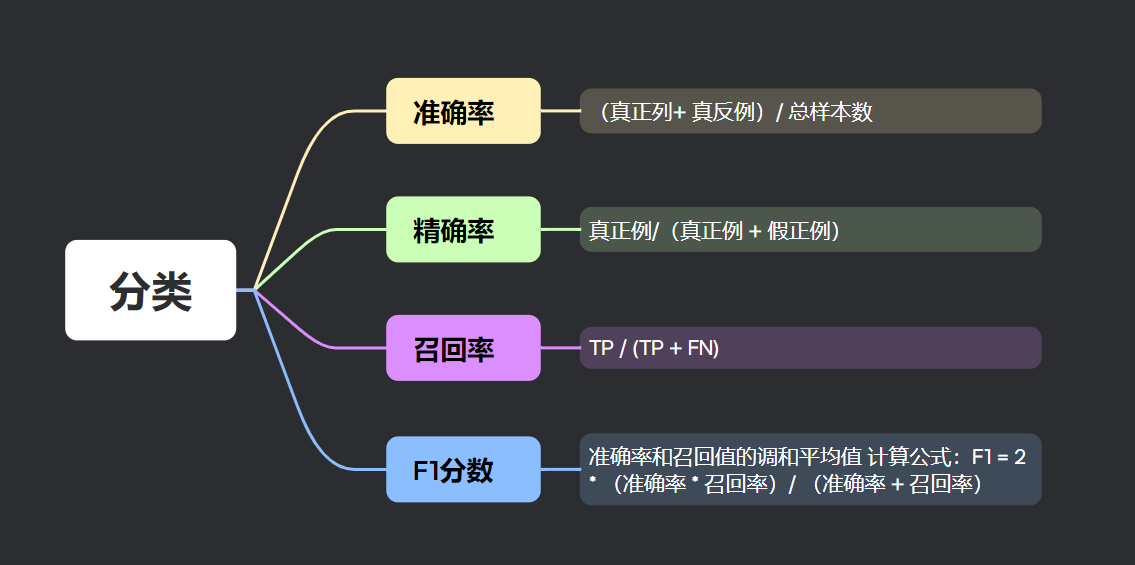 分类
准确率
（真正列+ 真反例）/ 总样本数
精确率
真正例/（真正例 + 假正例）
召回率
TP / (TP + FN)
F1分数
准确率和召回值的调和平均值 计算公式：F1 = 2
* （准确率 * 召回率）/ （准确率 + 召回率）